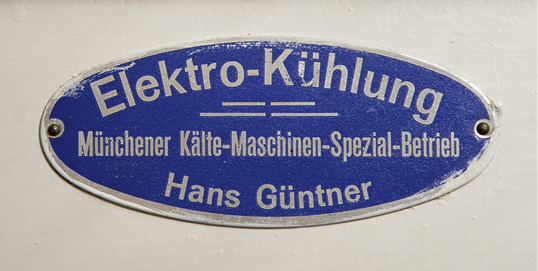 Elektro-Kühlung
Münchener Kälte-Maschinen-Spezial-Betrieb
Hans Güntner